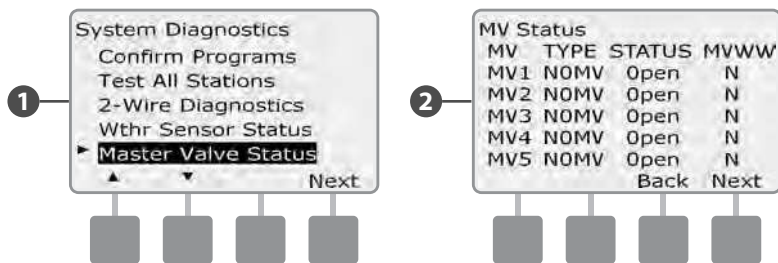 1
System Diagnostics
Confirm Programs
Test All Stations
2-Wire Diagnostics
Wthr Sensor Status
Master Valve Status
Next
2
MV Status
MV TYPE STATUS MVWW
MV1 NOMV Open N
MV2 NOMV Open N
MV3 NOMV Open N
MV4 NOMV Open N
MV5 NOMV Open N
Back Next